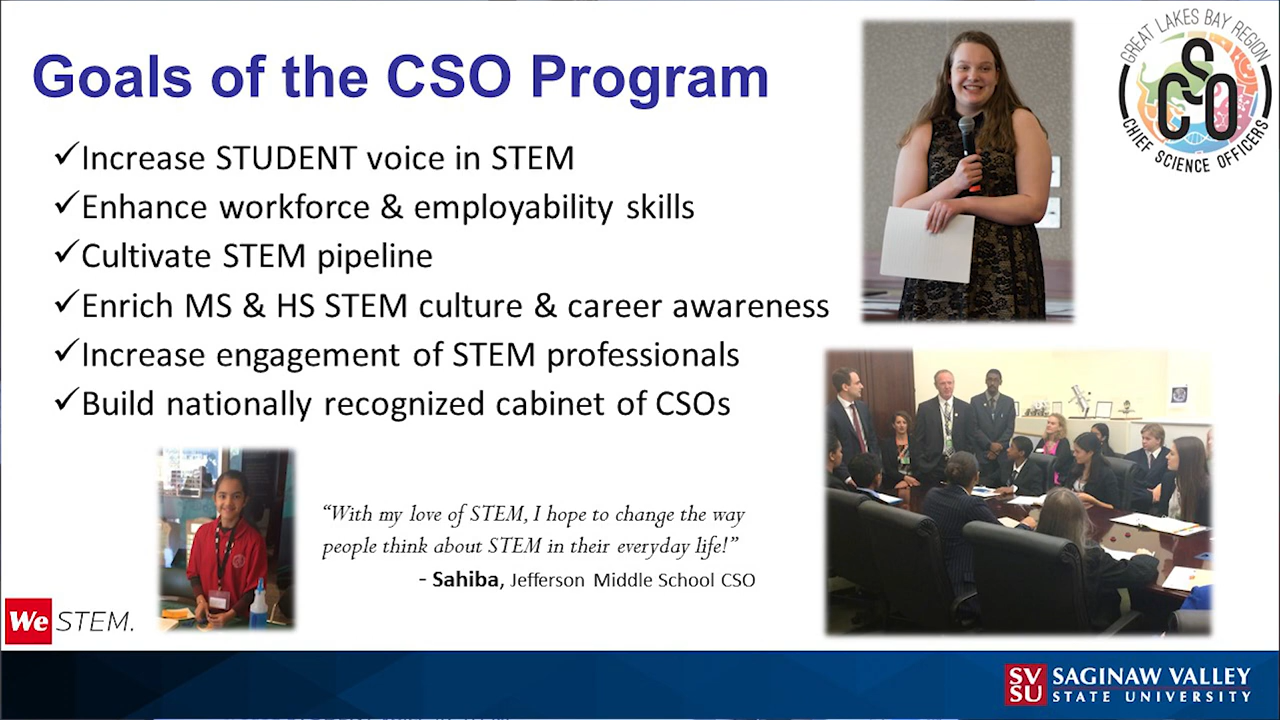 Goals of the CSO Program
✓Increase STUDENT voice in STEM
✓Enhance workforce & employability skills
✓Cultivate STEM pipeline
✓Enrich MS & HS STEM culture & career awareness
✓Increase engagement of STEM professionals
✓Build nationally recognized cabinet of CSOs
GREAT LAKES BAY REGION
CSO
CHIEF SCIENCE OFFICERS
“With my love of STEM, I hope to change the way
people think about STEM in their everyday life!”
- Sahiba, Jefferson Middle School CSO
We STEM.
SV
SU
SAGINAW VALLEY
STATE UNIVERSITY